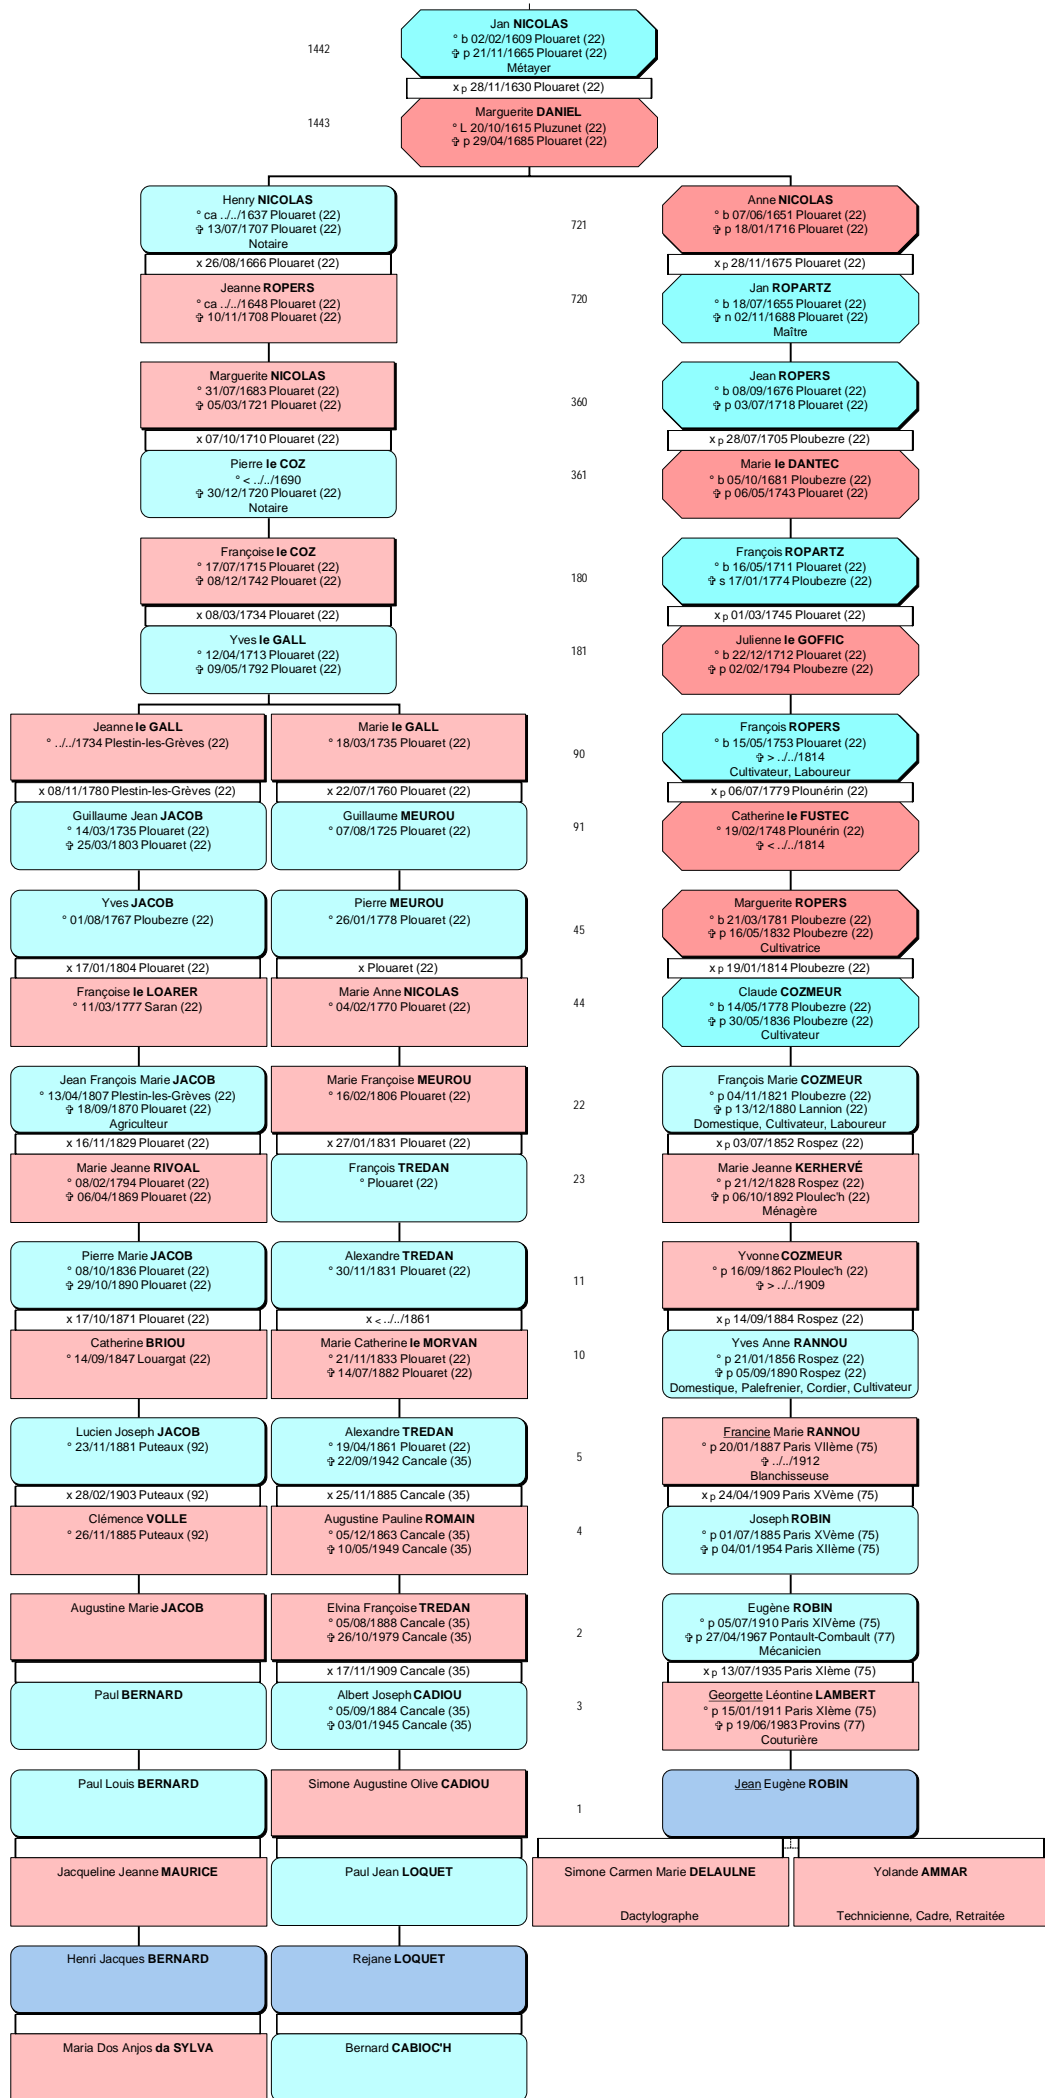 Jan NICOLAS
° b 02/02/1609 Plouaret (22)
✞ p 21/11/1665 Plouaret (22)
Métayer
1442
x p 28/11/1630 Plouaret (22)
Marguerite DANIEL
° L 20/10/1615 Pluzunet (22)
✞ p 29/04/1685 Plouaret (22)
1443
Henry NICOLAS
° ca ../../1637 Plouaret (22)
✞ 13/07/1707 Plouaret (22)
Notaire
x 26/08/1666 Plouaret (22)
Jeanne ROPERS
° ca ../../1648 Plouaret (22)
✞ 10/11/1708 Plouaret (22)
721
Anne NICOLAS
° b 07/06/1651 Plouaret (22)
✞ p 18/01/1716 Plouaret (22)
x p 28/11/1675 Plouaret (22)
720
Jan ROPARTZ
° b 18/07/1655 Plouaret (22)
✞ n 02/11/1688 Plouaret (22)
Maître
Marguerite NICOLAS
° 31/07/1683 Plouaret (22)
✞ 05/03/1721 Plouaret (22)
x 07/10/1710 Plouaret (22)
Pierre le COZ
° < ../../1690
✞ 30/12/1720 Plouaret (22)
Notaire
360
Jean ROPERS
° b 08/09/1676 Plouaret (22)
✞ p 03/07/1718 Plouaret (22)
x p 28/07/1705 Ploubezre (22)
361
Marie le DANTEC
° b 05/10/1681 Ploubezre (22)
✞ p 06/05/1743 Plouaret (22)
Françoise le COZ
° 17/07/1715 Plouaret (22)
✞ 08/12/1742 Plouaret (22)
x 08/03/1734 Plouaret (22)
Yves le GALL
° 12/04/1713 Plouaret (22)
✞ 09/05/1792 Plouaret (22)
180
François ROPARTZ
° b 16/05/1711 Plouaret (22)
✞ s 17/01/1774 Ploubezre (22)
x p 01/03/1745 Plouaret (22)
181
Julienne le GOFFIC
° b 22/12/1712 Plouaret (22)
✞ p 02/02/1794 Ploubezre (22)
Jeanne le GALL
° ../../1734 Plestin-les-Grèves (22)
x 08/11/1780 Plestin-les-Grèves (22)
Guillaume Jean JACOB
° 14/03/1735 Plouaret (22)
✞ 25/03/1803 Plouaret (22)
Marie le GALL
° 18/03/1735 Plouaret (22)
x 22/07/1760 Plouaret (22)
Guillaume MEUROU
° 07/08/1725 Plouaret (22)
90
François ROPERS
° b 15/05/1753 Plouaret (22)
✞ > ../../1814
Cultivateur, Laboureur
x p 06/07/1779 Plounérin (22)
91
Catherine le FUSTEC
° 19/02/1748 Plounérin (22)
✞ < ../../1814
Yves JACOB
° 01/08/1767 Ploubezre (22)
x 17/01/1804 Plouaret (22)
Françoise le LOARER
° 11/03/1777 Saran (22)
Pierre MEUROU
° 26/01/1778 Plouaret (22)
x Plouaret (22)
Marie Anne NICOLAS
° 04/02/1770 Plouaret (22)
45
Marguerite ROPERS
° b 21/03/1781 Ploubezre (22)
✞ p 16/05/1832 Ploubezre (22)
Cultivatrice
x p 19/01/1814 Ploubezre (22)
44
Claude COZMEUR
° b 14/05/1778 Ploubezre (22)
✞ p 30/05/1836 Ploubezre (22)
Cultivateur
Jean François Marie JACOB
° 13/04/1807 Plestin-les-Grèves (22)
✞ 18/09/1870 Plouaret (22)
Agriculteur
x 16/11/1829 Plouaret (22)
Marie Jeanne RIVOAL
° 08/02/1794 Plouaret (22)
✞ 06/04/1869 Plouaret (22)
Marie Françoise MEUROU
° 16/02/1806 Plouaret (22)
x 27/01/1831 Plouaret (22)
François TREDAN
° Plouaret (22)
22
François Marie COZMEUR
° p 04/11/1821 Ploubezre (22)
✞ p 13/12/1880 Lannion (22)
Domestique, Cultivateur, Laboureur
x p 03/07/1852 Rospez (22)
23
Marie Jeanne KERHERVÉ
° p 21/12/1828 Rospez (22)
✞ p 06/10/1892 Ploulec'h (22)
Ménagère
Pierre Marie JACOB
° 08/10/1836 Plouaret (22)
✞ 29/10/1890 Plouaret (22)
x 17/10/1871 Plouaret (22)
Catherine BRIOU
° 14/09/1847 Louargat (22)
Alexandre TREDAN
° 30/11/1831 Plouaret (22)
x < ../../1861
Marie Catherine le MORVAN
° 21/11/1833 Plouaret (22)
✞ 14/07/1882 Plouaret (22)
11
Yvonne COZMEUR
° p 16/09/1862 Ploulec'h (22)
✞ > ../../1909
x p 14/09/1884 Rospez (22)
10
Yves Anne RANNOU
° p 21/01/1856 Rospez (22)
✞ p 05/09/1890 Rospez (22)
Domestique, Palefrenier, Cordier, Cultivateur
Lucien Joseph JACOB
° 23/11/1881 Puteaux (92)
x 28/02/1903 Puteaux (92)
Clémence VOLLE
° 26/11/1885 Puteaux (92)
Alexandre TREDAN
° 19/04/1861 Plouaret (22)
✞ 22/09/1942 Cancale (35)
x 25/11/1885 Cancale (35)
Augustine Pauline ROMAIN
° 05/12/1863 Cancale (35)
✞ 10/05/1949 Cancale (35)
5
Francine Marie RANNOU
° p 20/01/1887 Paris VIIème (75)
✞ ../../1912
Blanchisseuse
x p 24/04/1909 Paris XVème (75)
4
Joseph ROBIN
° p 01/07/1885 Paris XVème (75)
✞ p 04/01/1954 Paris XIIème (75)
Augustine Marie JACOB
Paul BERNARD
Elvina Françoise TREDAN
° 05/08/1888 Cancale (35)
✞ 26/10/1979 Cancale (35)
x 17/11/1909 Cancale (35)
Albert Joseph CADIOU
° 05/09/1884 Cancale (35)
✞ 03/01/1945 Cancale (35)
2
Eugène ROBIN
° p 05/07/1910 Paris XIVème (75)
✞ p 27/04/1967 Pontault-Combault (77)
Mécanicien
x p 13/07/1935 Paris XIème (75)
3
Georgette Léontine LAMBERT
° p 15/01/1911 Paris XIème (75)
✞ p 19/06/1983 Provins (77)
Couturière
Paul Louis BERNARD
Jacqueline Jeanne MAURICE
Simone Augustine Olive CADIOU
Paul Jean LOQUET
1
Jean Eugène ROBIN
Simone Carmen Marie DELAULNE
Dactylographe
Yolande AMMAR
Technicienne, Cadre, Retraitée
Henri Jacques BERNARD
Maria Dos Anjos da SYLVA
Rejane LOQUET
Bernard CABIOC'H